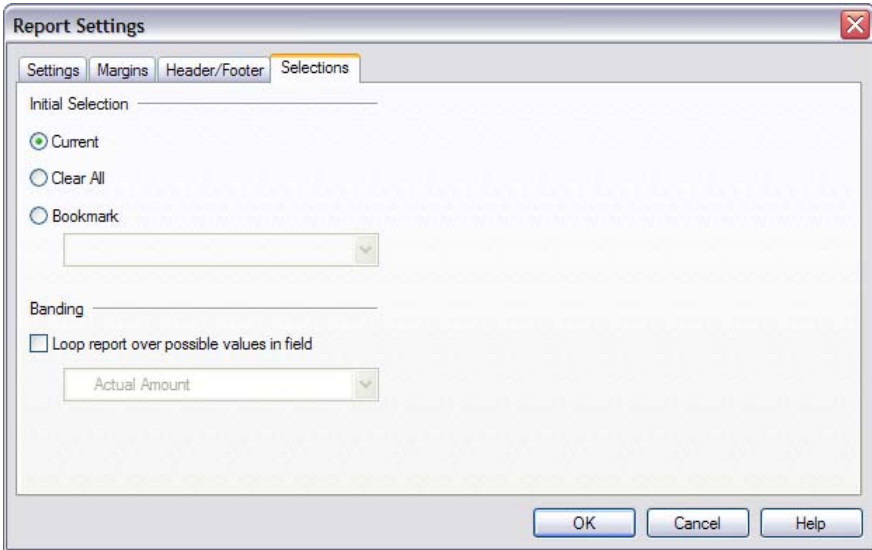 Report Settings
Settings Margins Header/Footer Selections
Initial Selection
Current
Clear All
Bookmark
Banding
Loop report over possible values in field
Actual Amount
OK Cancel Help